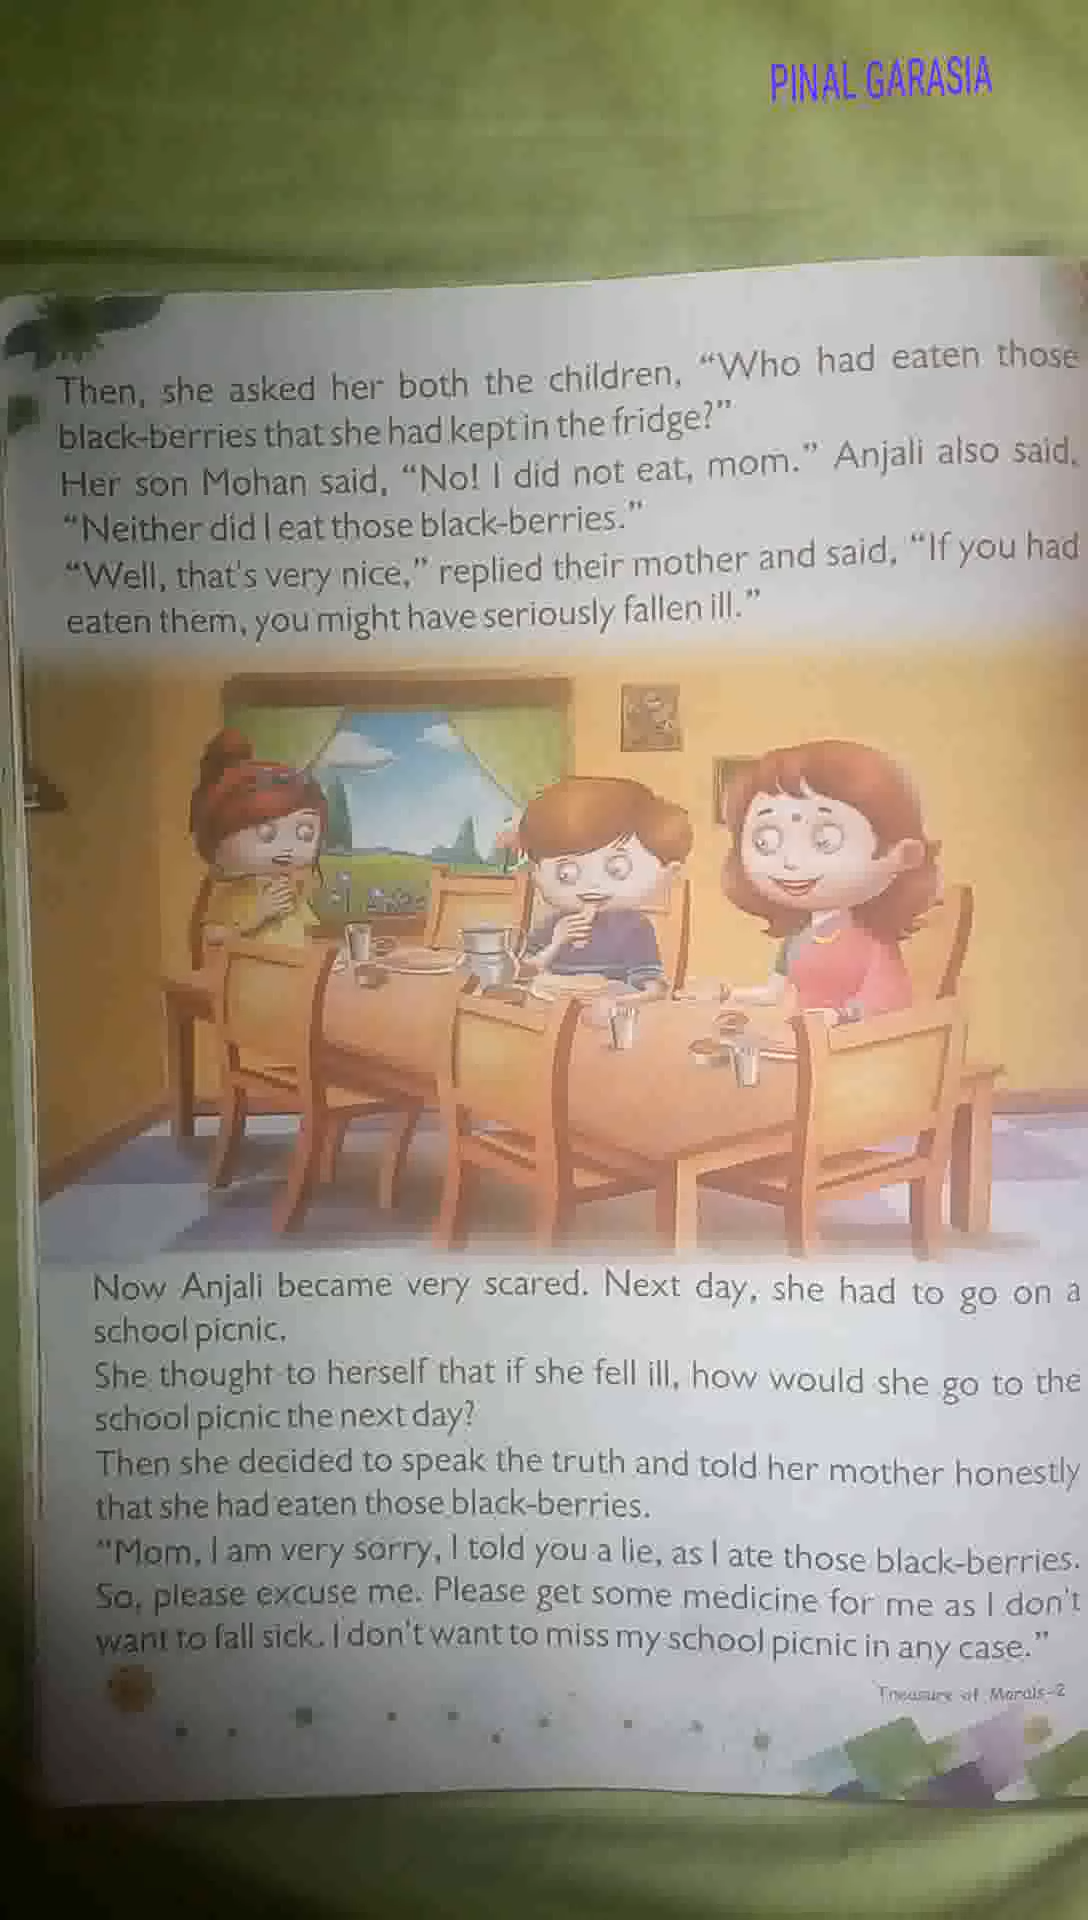 PINAL GARASIA
Then, she asked her both the children, “Who had eaten those
black-berries that she had kept in the fridge?”
Her son Mohan said, “No! I did not eat, mom.” Anjali also said,
“Neither did I eat those black-berries.”
“Well, that's very nice,” replied their mother and said, “If you had
eaten them, you might have seriously fallen ill.”
Now Anjali became very scared. Next day, she had to go on a
school picnic.
She thought to herself that if she fell ill, how would she go to the
school picnic the next day?
Then she decided to speak the truth and told her mother honestly
that she had eaten those black-berries.
“Mom, I am very sorry, I told you a lie, as I ate those black-berries.
So, please excuse me. Please get some medicine for me as I don't
want to fall sick. I don't want to miss my school picnic in any case.”
Treasure of Morals-2